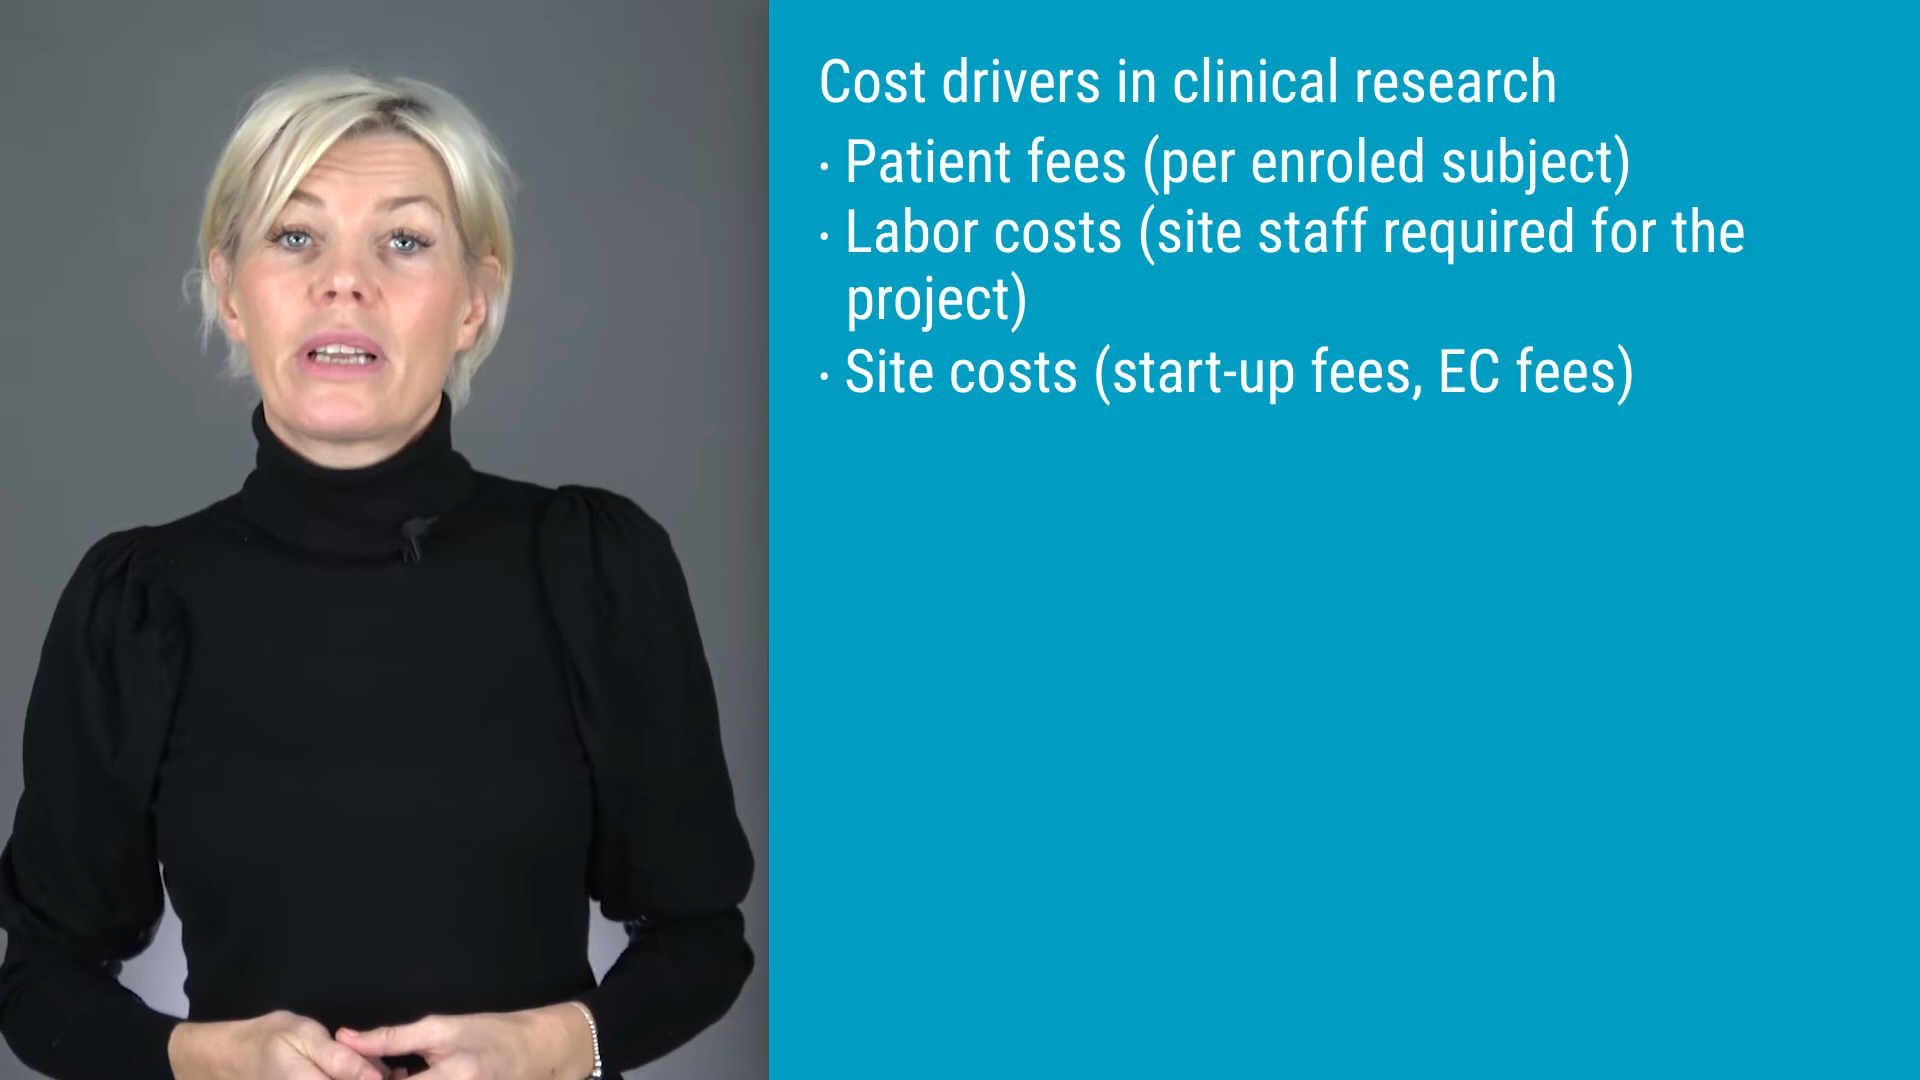 Cost drivers in clinical research
· Patient fees (per enroled subject)
· Labor costs (site staff required for the
project)
· Site costs (start-up fees, EC fees)